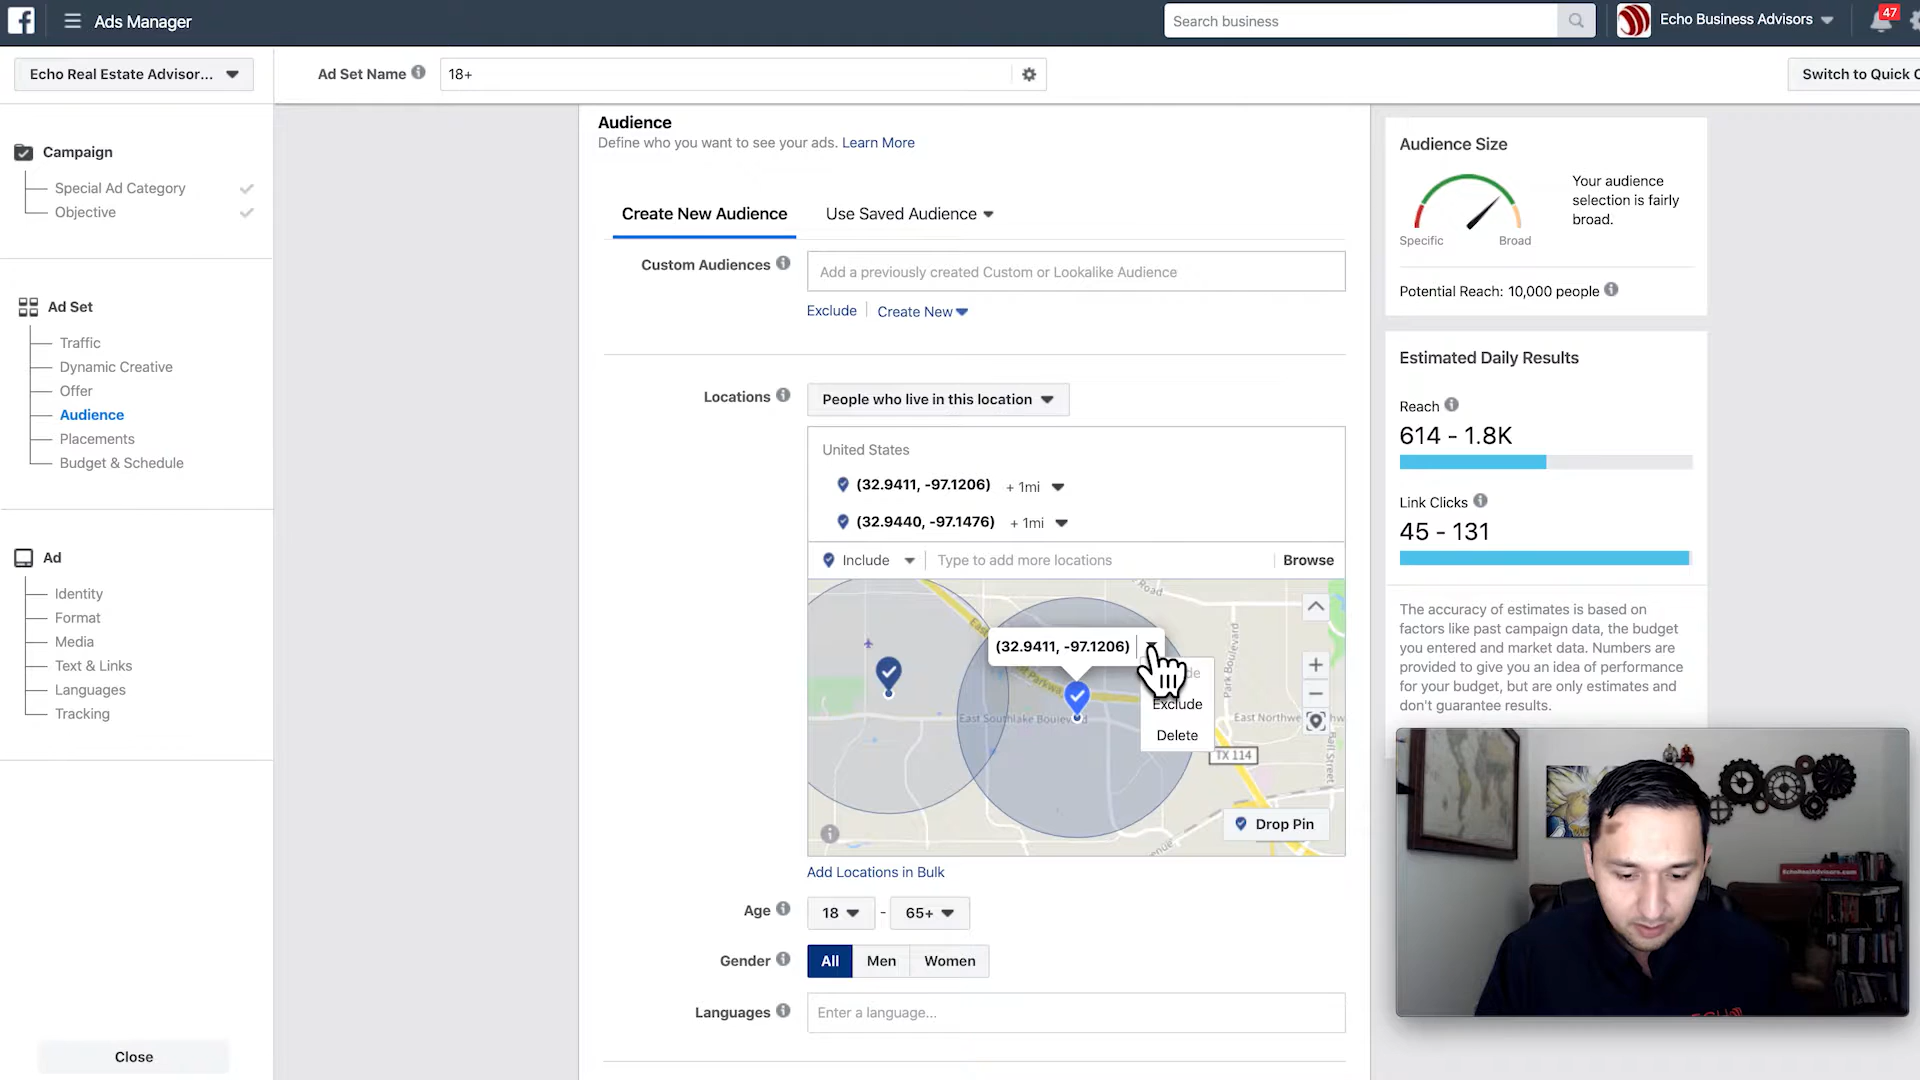 Ads Manager
Search business
Echo Business Advisors
47
Echo Real Estate Advisor...
Ad Set Name
18+
Switch to Quick C
Campaign
Special Ad Category
Objective
Ad Set
Traffic
Dynamic Creative
Offer
Audience
Placements
Budget & Schedule
Ad
Identity
Format
Media
Text & Links
Languages
Tracking
Close
Audience
Define who you want to see your ads. Learn More
Create New Audience
Use Saved Audience
Custom Audiences
Add a previously created Custom or Lookalike Audience
Exclude
Create New
Locations
People who live in this location
United States
(32.9411, -97.1206) + 1mi
(32.9440, -97.1476) + 1mi
Include
Type to add more locations
Browse
Road
(32.9411, -97.1206)
East
Parkway
Exclude
Delete
East Southlake Boulevard
Park Boulevard
East Northwe
Ball Street
TX 114
Drop Pin
Add Locations in Bulk
Age
18 - 65+
Gender
All
Men
Women
Languages
Enter a language...
Audience Size
Specific
Broad
Your audience
selection is fairly
broad.
Potential Reach: 10,000 people
Estimated Daily Results
Reach
614 - 1.8K
Link Clicks
45 - 131
The accuracy of estimates is based on
factors like past campaign data, the budget
you entered and market data. Numbers are
provided to give you an idea of performance
for your budget, but are only estimates and
don't guarantee results.
EchoRealAdvisors.com